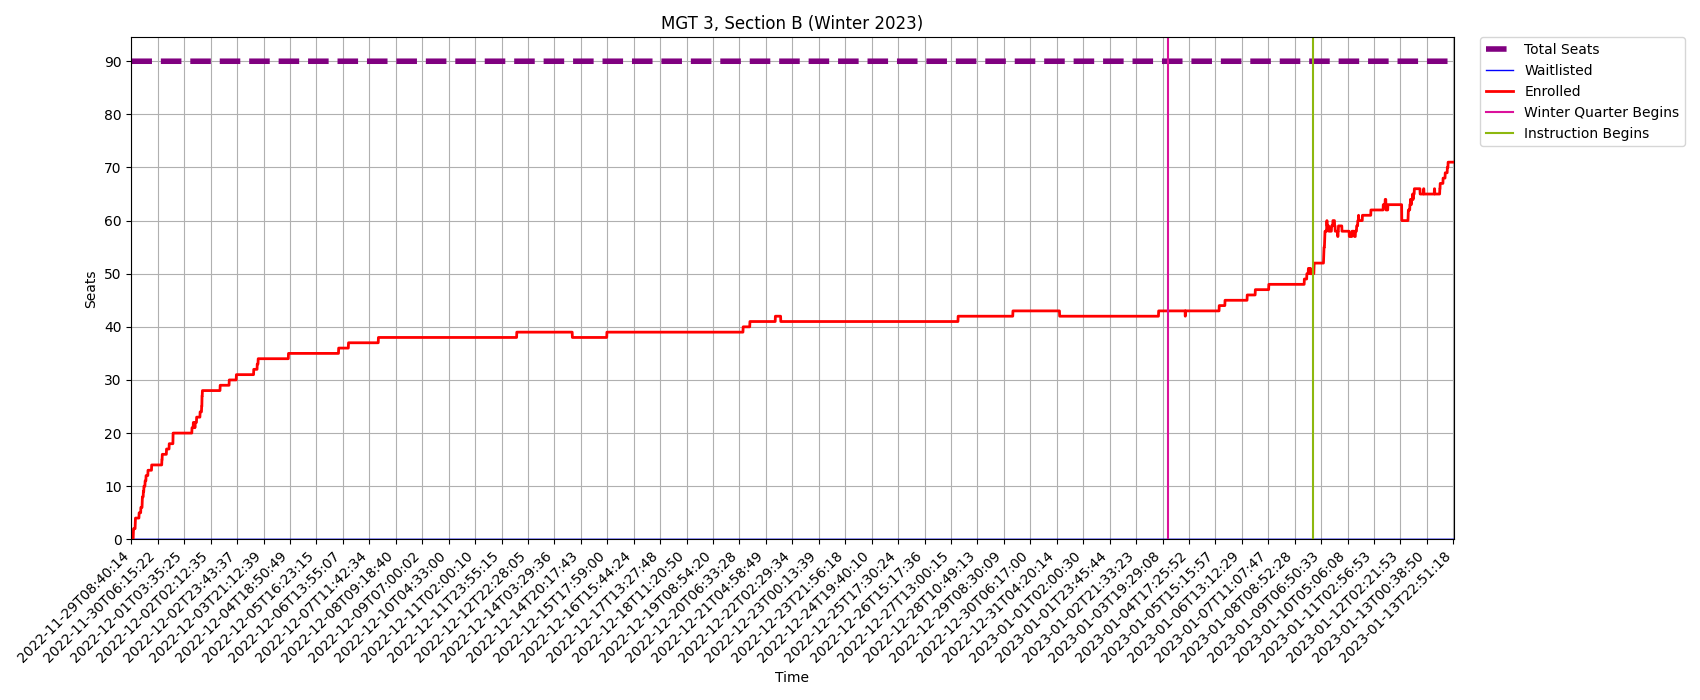 MGT 3, Section B (Winter 2023)
Total Seats
Waitlisted
Enrolled
Winter Quarter Begins
Instruction Begins
Seats
90
80
70
60
50
40
30
20
10
0
2022-11-29T08:40:14
2022-11-30T06:15:22
2022-12-01T03:35:25
2022-12-02T02:12:35
2022-12-02T23:43:37
2022-12-03T21:12:39
2022-12-04T18:50:49
2022-12-05T16:23:15
2022-12-06T13:55:07
2022-12-07T11:42:34
2022-12-08T09:18:40
2022-12-09T07:00:02
2022-12-10T04:33:00
2022-12-11T02:00:10
2022-12-11T23:55:15
2022-12-12T22:28:05
2022-12-14T03:29:36
2022-12-14T20:17:43
2022-12-15T17:59:00
2022-12-16T15:44:24
2022-12-17T13:27:48
2022-12-18T11:20:50
2022-12-19T08:54:20
2022-12-20T06:33:28
2022-12-21T04:58:49
2022-12-22T02:29:34
2022-12-23T00:13:39
2022-12-23T21:56:18
2022-12-24T19:40:10
2022-12-25T17:30:24
2022-12-26T15:17:36
2022-12-27T13:00:15
2022-12-28T10:49:13
2022-12-29T08:30:09
2022-12-30T06:17:00
2022-12-31T04:20:14
2023-01-01T02:00:30
2023-01-01T23:45:44
2023-01-02T21:33:23
2023-01-03T19:29:08
2023-01-04T17:25:52
2023-01-05T15:15:57
2023-01-06T13:12:29
2023-01-07T11:07:47
2023-01-08T08:52:28
2023-01-09T06:50:33
2023-01-10T05:06:08
2023-01-11T02:56:53
2023-01-12T02:21:53
2023-01-13T00:38:50
2023-01-13T22:51:18
Time